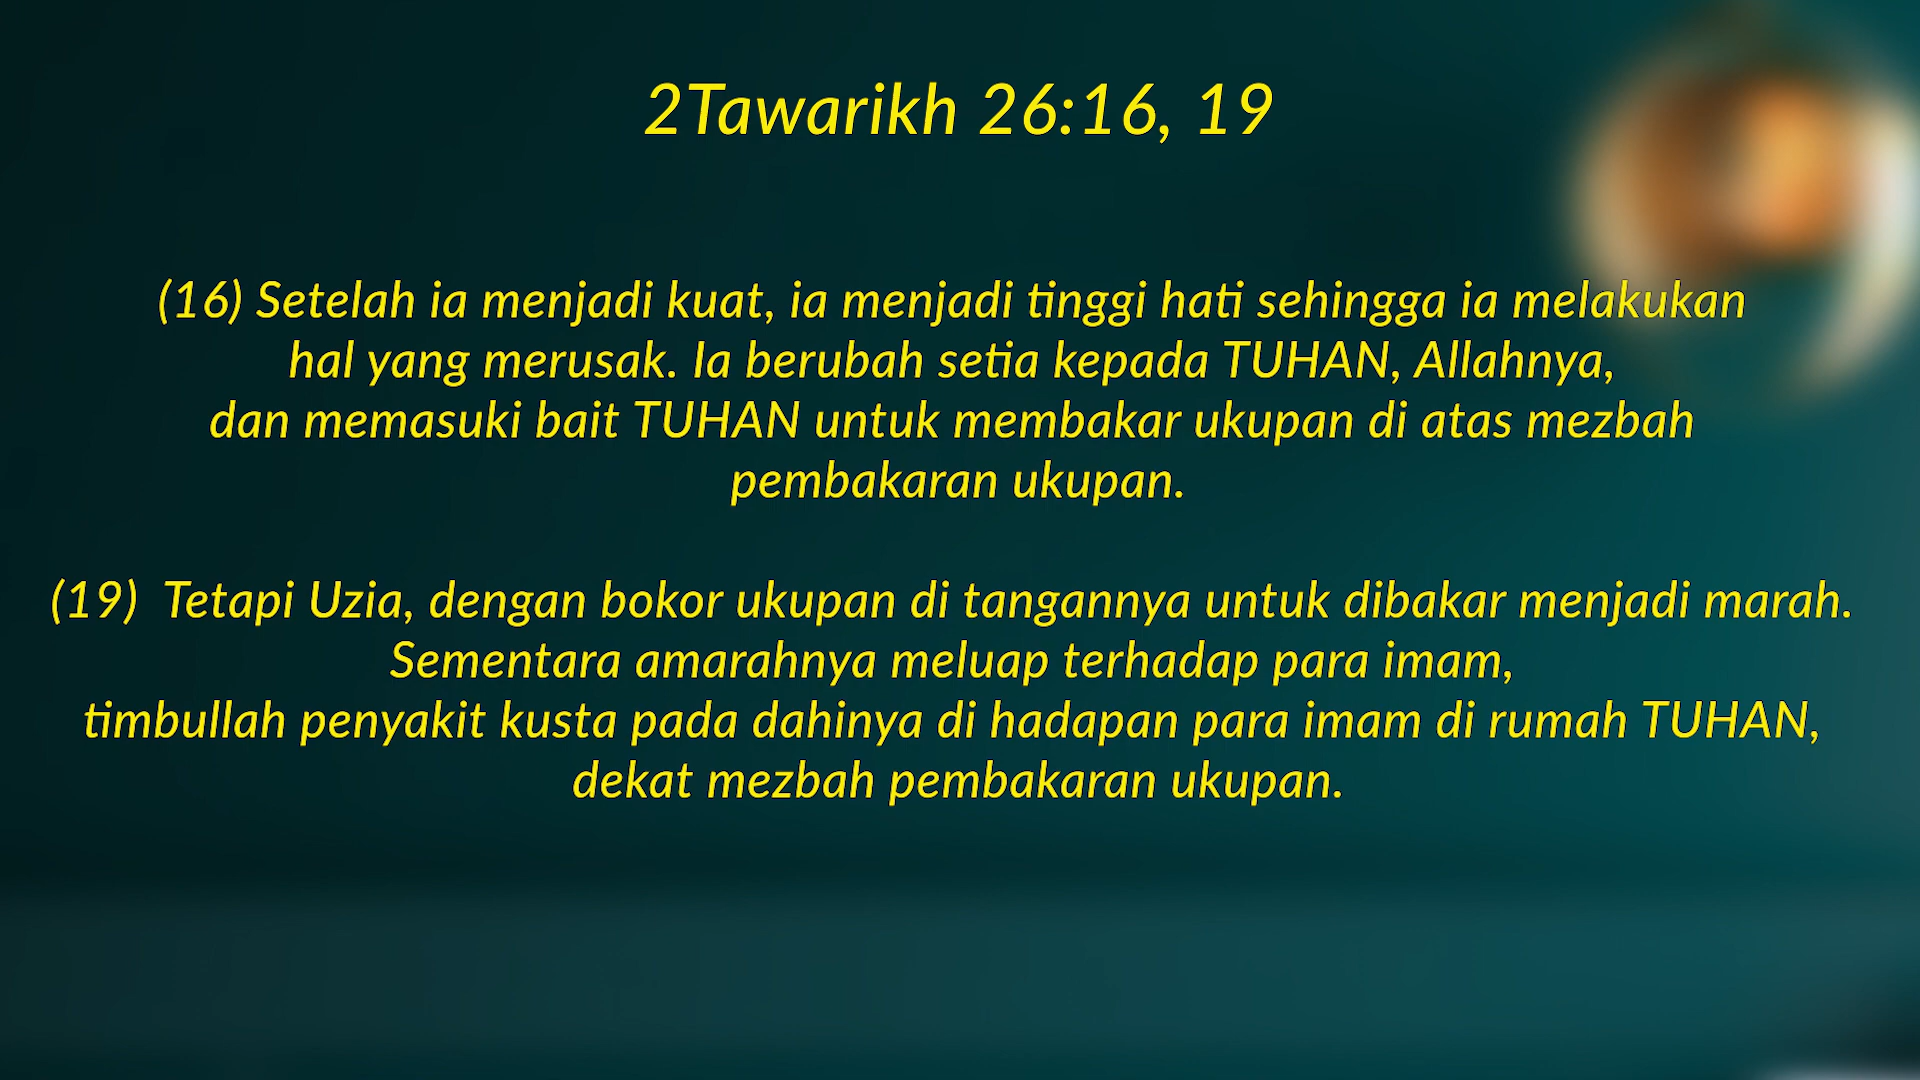 2Tawarikh 26:16, 19
(16) Setelah ia menjadi kuat, ia menjadi tinggi hati sehingga ia melakukan
hal yang merusak. Ia berubah setia kepada TUHAN, Allahnya,
dan memasuki bait TUHAN untuk membakar ukupan di atas mezbah
pembakaran ukupan.
(19)  Tetapi Uzia, dengan bokor ukupan di tangannya untuk dibakar menjadi marah.
Sementara amarahnya meluap terhadap para imam,
timbullah penyakit kusta pada dahinya di hadapan para imam di rumah TUHAN,
dekat mezbah pembakaran ukupan.